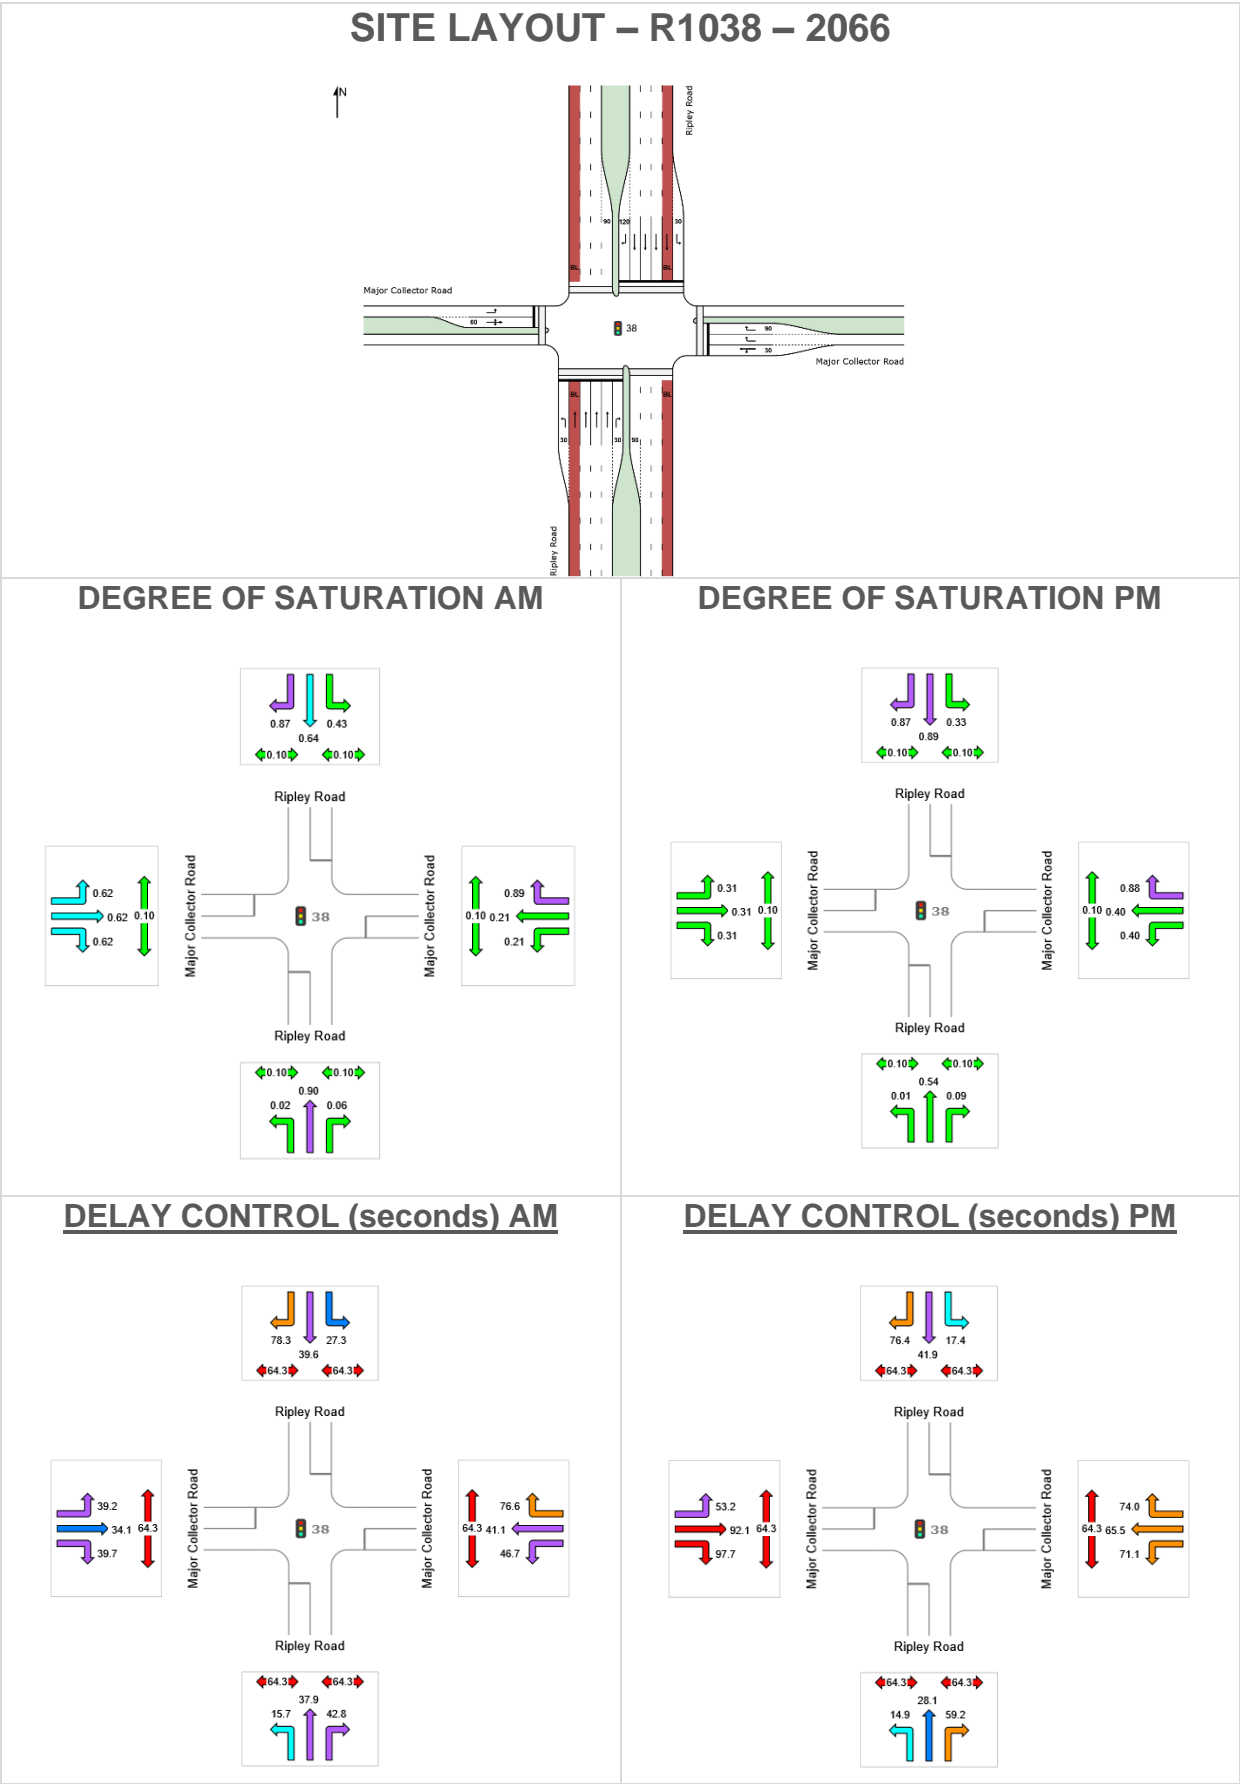 SITE LAYOUT – R1038 – 2066
N
Ripley Road
90 120 30
BL BL
Major Collector Road
60
38
90
30
Major Collector Road
BL BL
30 30 90
Ripley Road
DEGREE OF SATURATION AM
0.87 0.43
0.64
0.10 0.10
Ripley Road
Major Collector Road
Major Collector Road
0.62
0.62 0.10
0.62
38
0.89
0.10 0.21
0.21
Ripley Road
0.10 0.10
0.90
0.02 0.06
DEGREE OF SATURATION PM
0.87 0.33
0.89
0.10 0.10
Ripley Road
Major Collector Road
Major Collector Road
0.31
0.31 0.10
0.31
38
0.88
0.10 0.40
0.40
Ripley Road
0.10 0.10
0.54
0.01 0.09
DELAY CONTROL (seconds) AM
78.3 27.3
39.6
64.3 64.3
Ripley Road
Major Collector Road
Major Collector Road
39.2
34.1 64.3
39.7
38
76.6
64.3 41.1
46.7
Ripley Road
64.3 64.3
37.9
15.7 42.8
DELAY CONTROL (seconds) PM
76.4 17.4
41.9
64.3 64.3
Ripley Road
Major Collector Road
Major Collector Road
53.2
92.1 64.3
97.7
38
74.0
64.3 65.5
71.1
Ripley Road
64.3 64.3
28.1
14.9 59.2